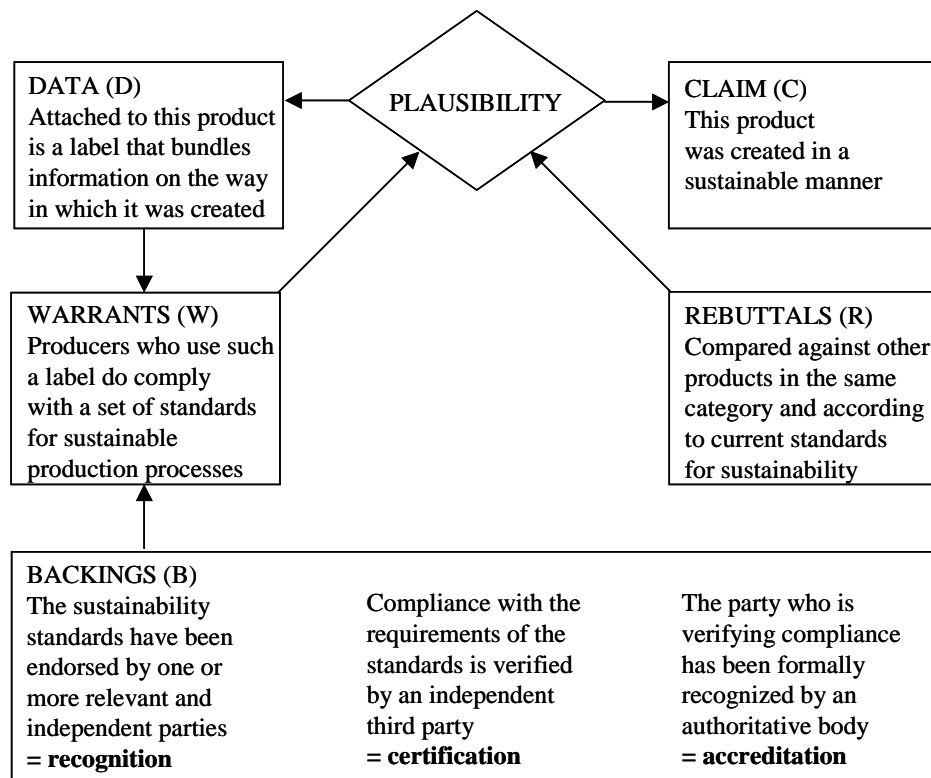 DATA (D)
Attached to this product
is a label that bundles
information on the way
in which it was created
PLAUSIBILITY
CLAIM (C)
This product
was created in a
sustainable manner
WARRANTS (W)
Producers who use such
a label do comply
with a set of standards
for sustainable
production processes
REBUTTALS (R)
Compared against other
products in the same
category and according
to current standards
for sustainability
BACKINGS (B)
The sustainability
standards have been
endorsed by one or
more relevant and
independent parties
= recognition
Compliance with the
requirements of the
standards is verified
by an independent
third party
= certification
The party who is
verifying compliance
has been formally
recognized by an
authoritative body
= accreditation